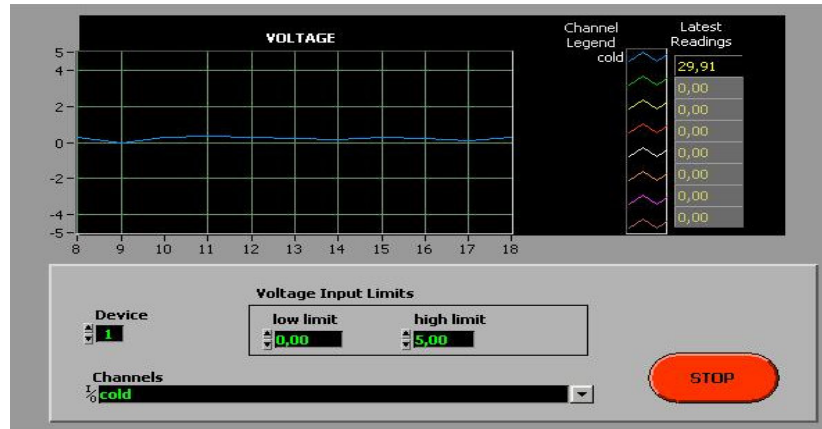 VOLTAGE
5
4
2
0
-2
-4
-5
8 9 10 11 12 13 14 15 16 17 18
Channel Legend
cold
Latest Readings
29,91
0,00
0,00
0,00
0,00
0,00
0,00
0,00
Voltage Input Limits
Device
1
low limit
0,00
high limit
5,00
Channels
I/O cold
STOP